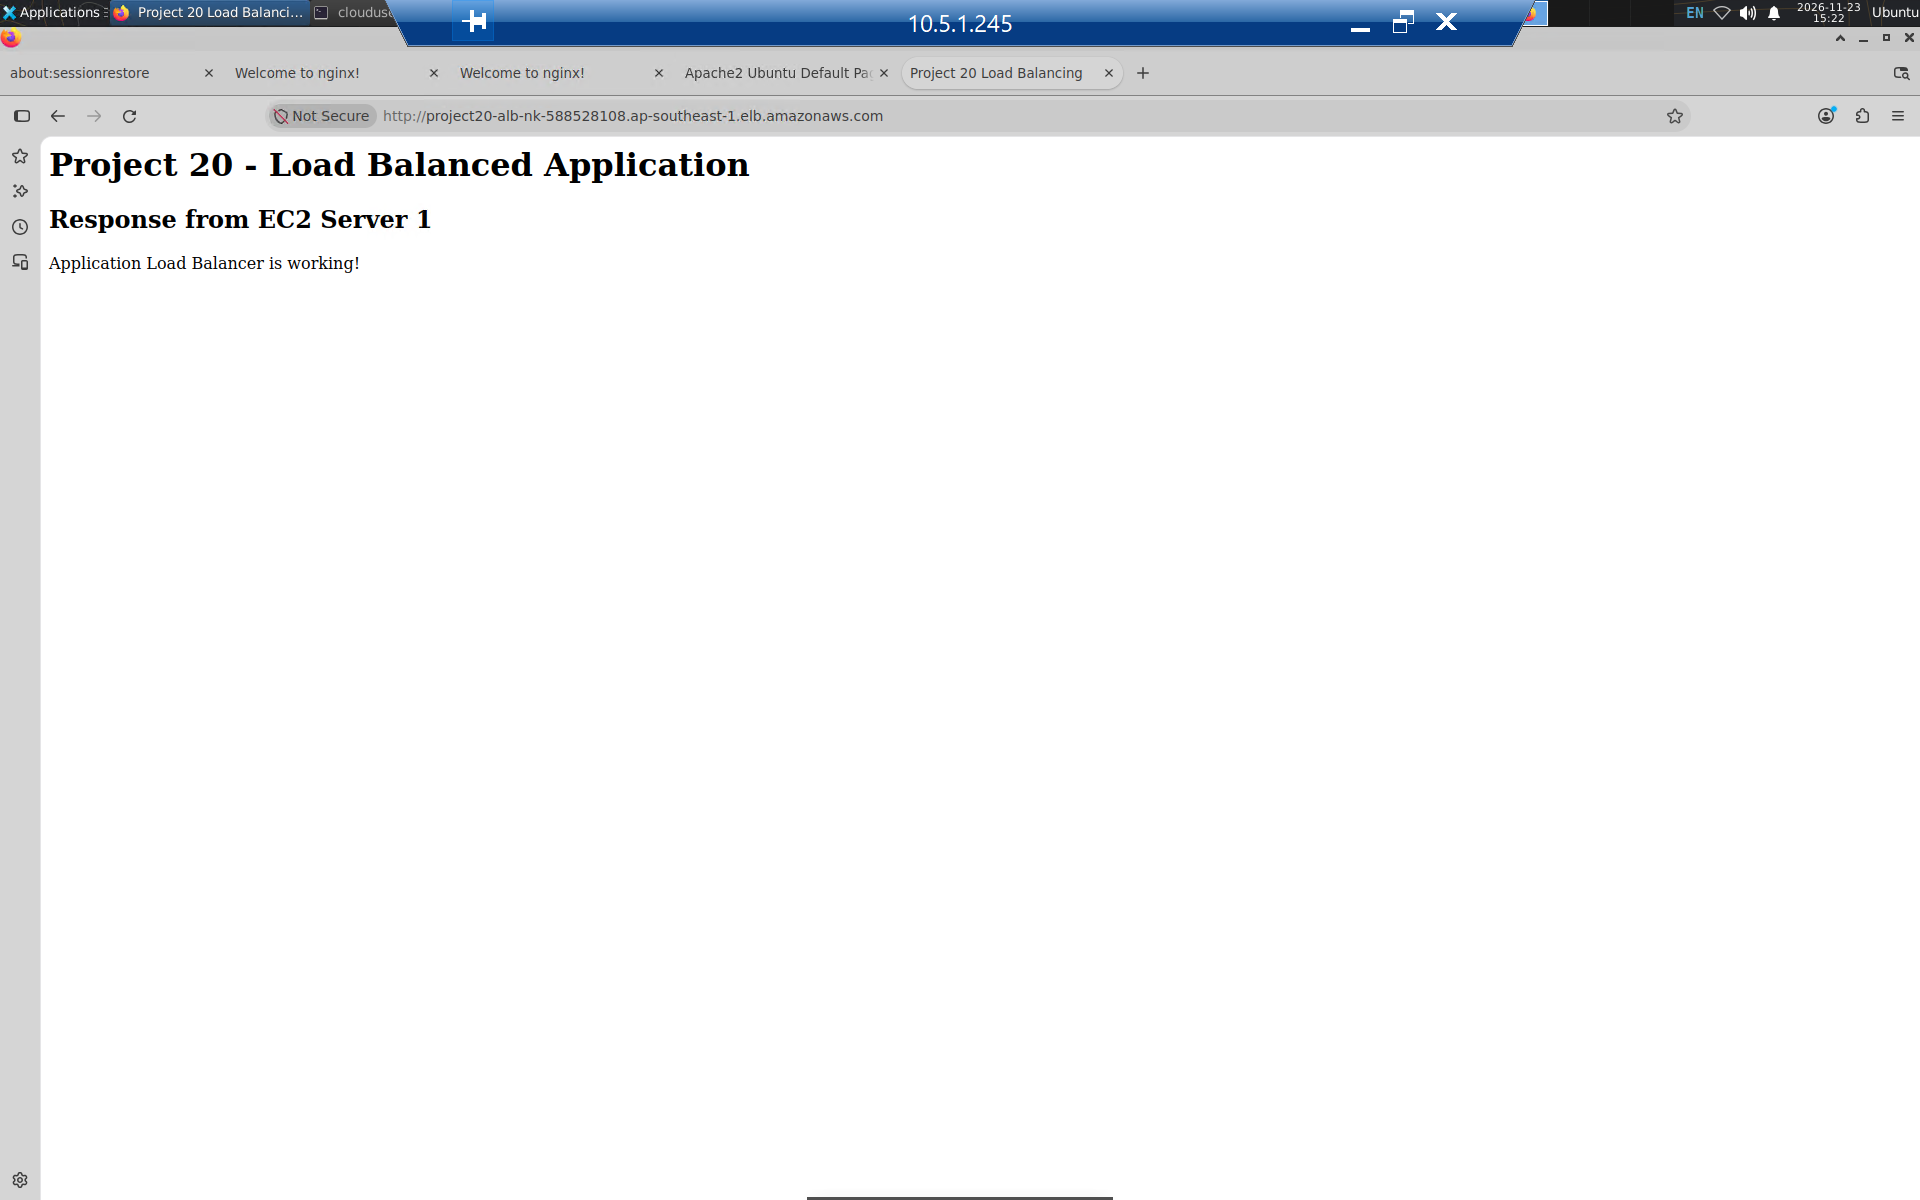 Applications
Project 20 Load Balanci...
clouduse
10.5.1.245
EN
2026-11-23
15:22
Ubuntu
about:sessionrestore
Welcome to nginx!
Welcome to nginx!
Apache2 Ubuntu Default Pag
Project 20 Load Balancing
Not Secure
http://project20-alb-nk-588528108.ap-southeast-1.elb.amazonaws.com
Project 20 - Load Balanced Application
Response from EC2 Server 1
Application Load Balancer is working!